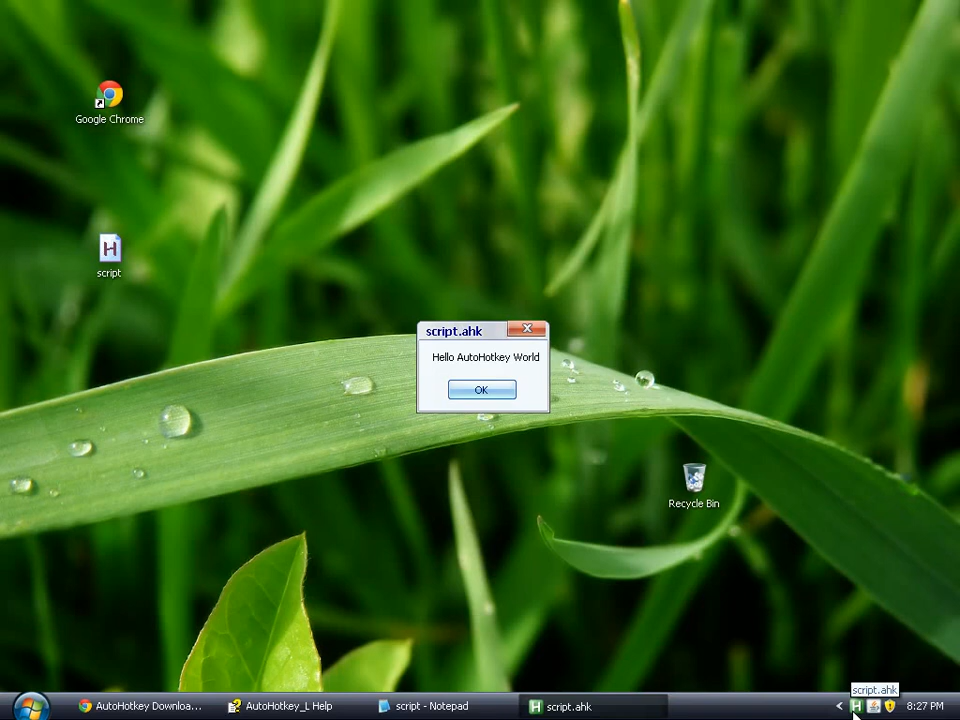 Google Chrome
script
script.ahk
Hello AutoHotkey World
OK
Recycle Bin
script.ahk
AutoHotkey Downloa...
AutoHotkey_L Help
script - Notepad
script.ahk
8:27 PM